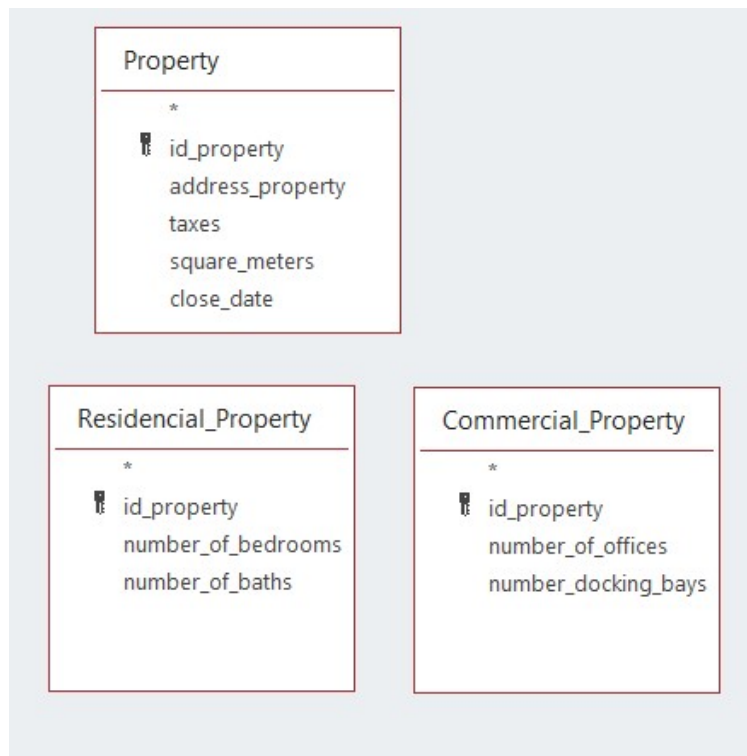 Property
*
id_property
address_property
taxes
square_meters
close_date
Residencial_Property
*
id_property
number_of_bedrooms
number_of_baths
Commercial_Property
*
id_property
number_of_offices
number_docking_bays